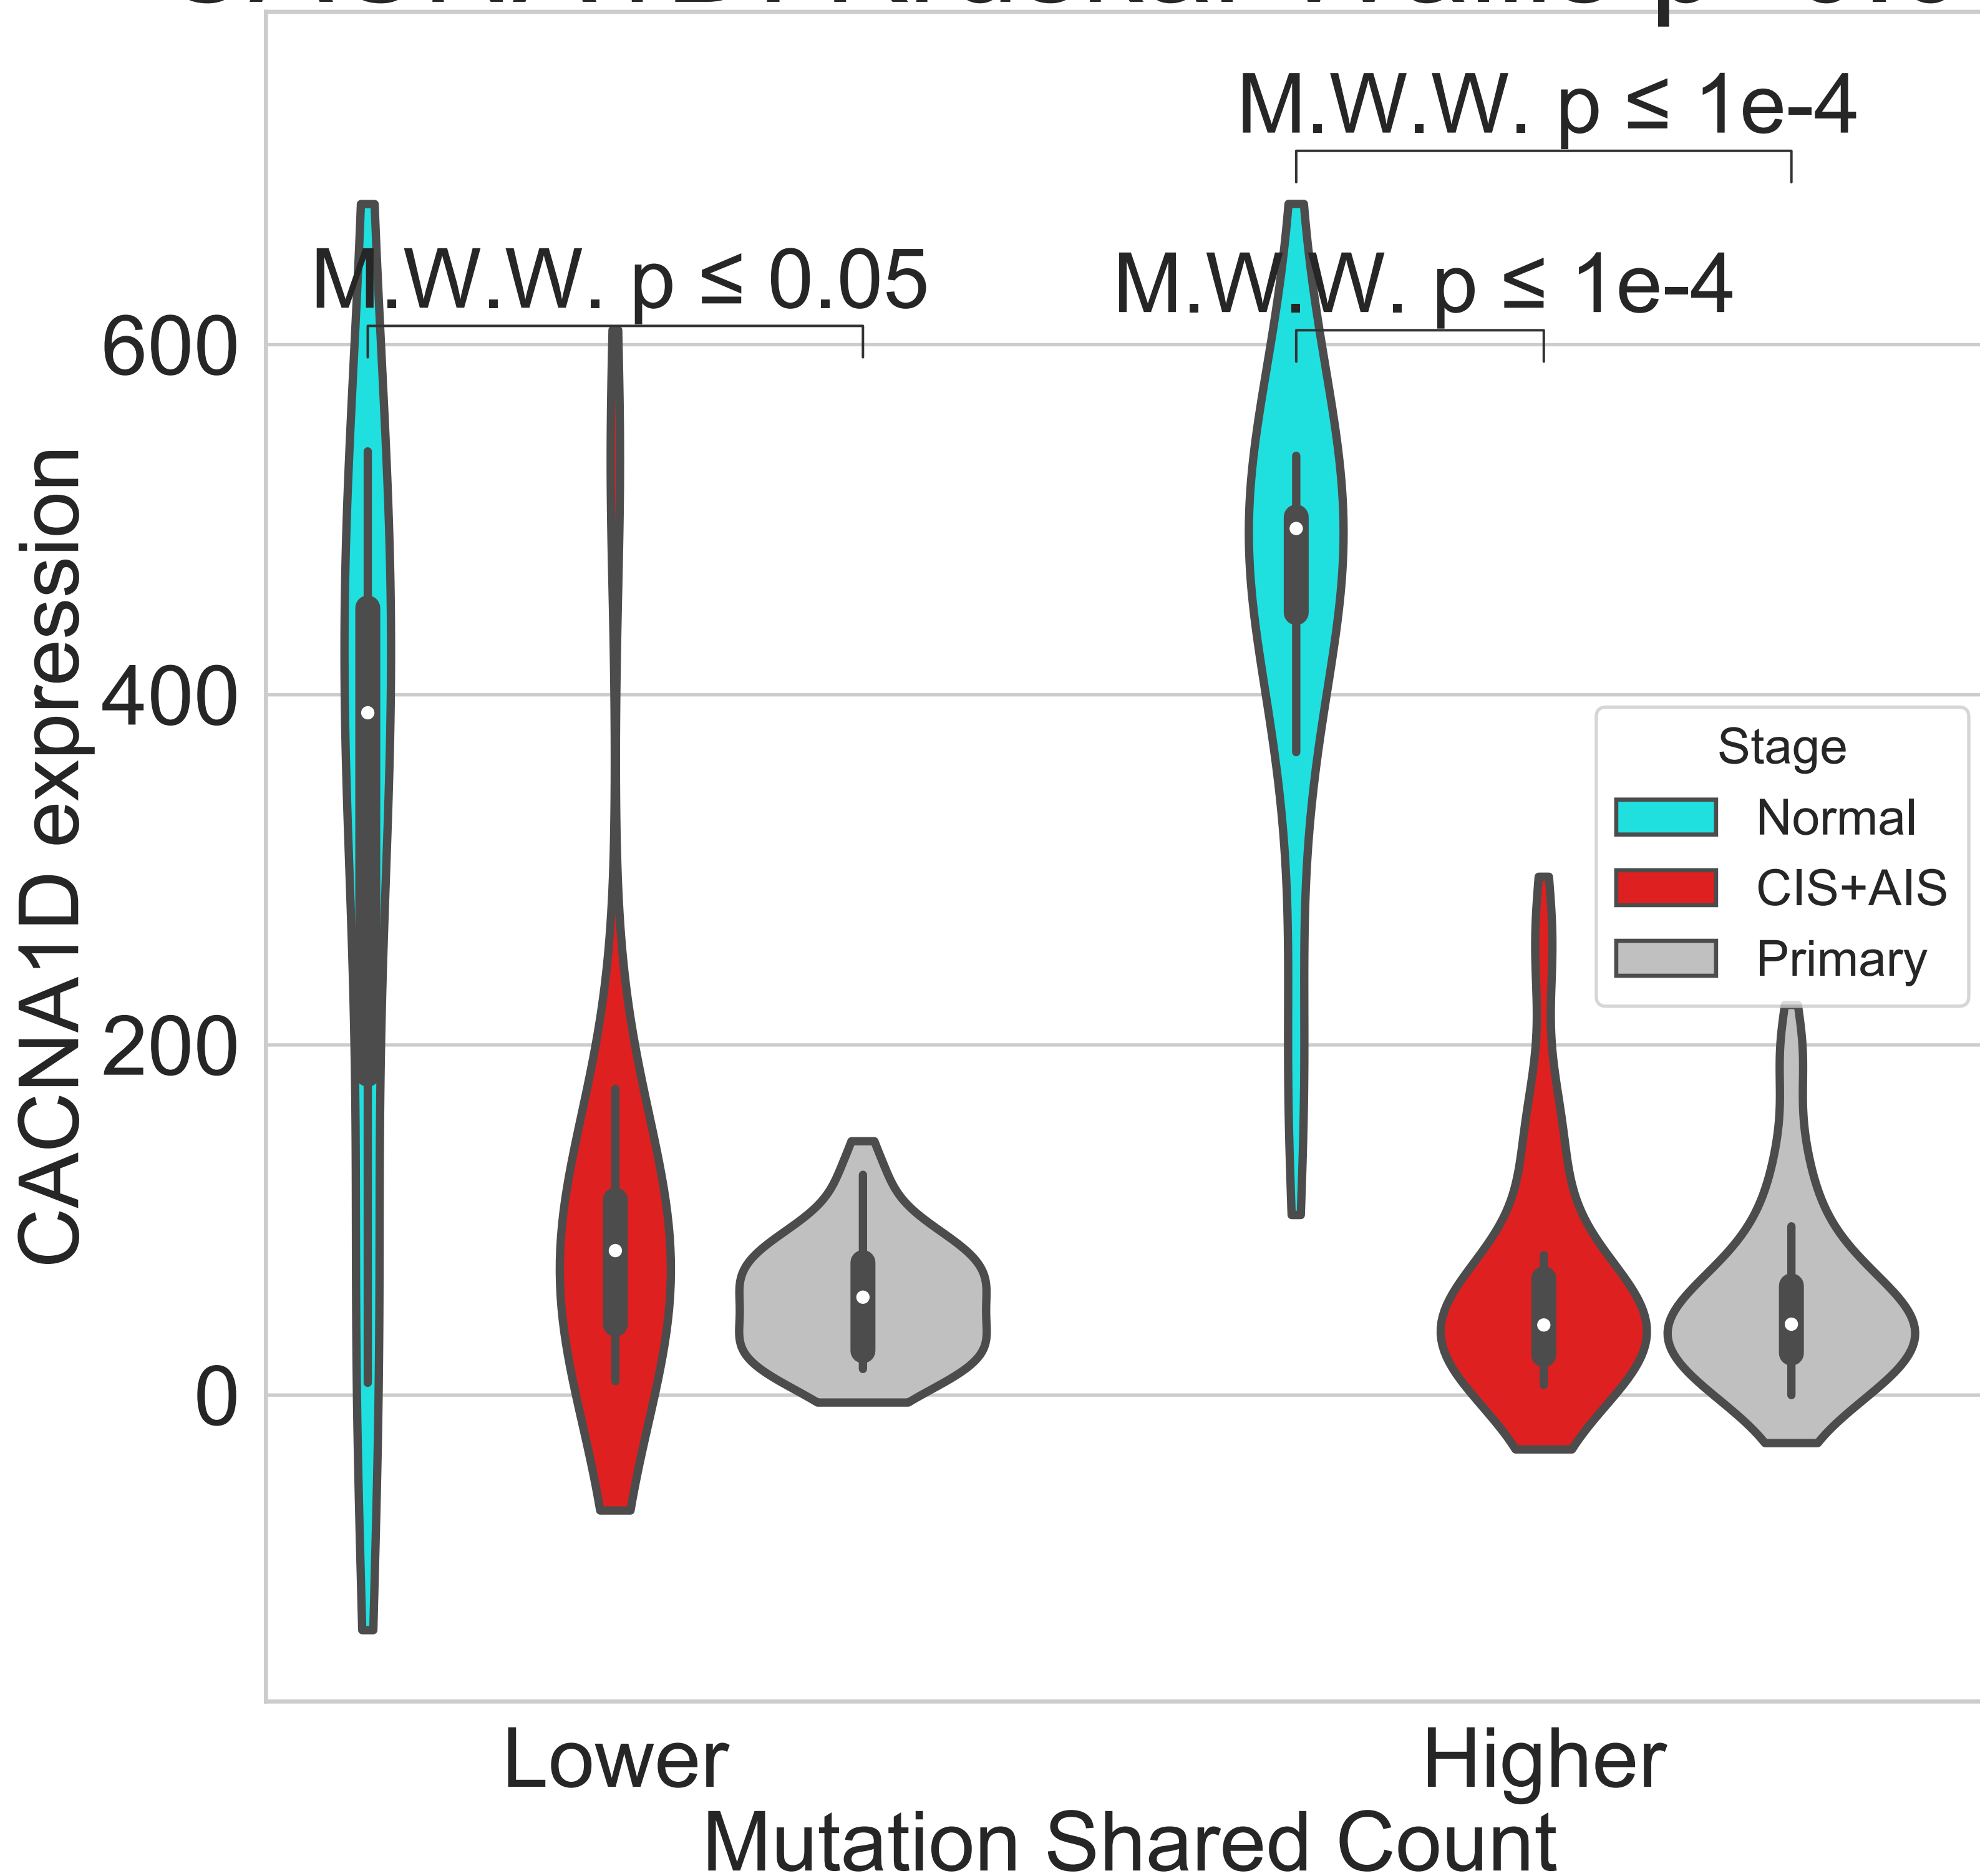 M.W.W. p ≤ 1e-4
M.W.W. p ≤ 0.05
M.W.W. p ≤ 1e-4
600
400
200
0
CACNA1D expression
Stage
Normal
CIS+AIS
Primary
Lower
Higher
Mutation Shared Count